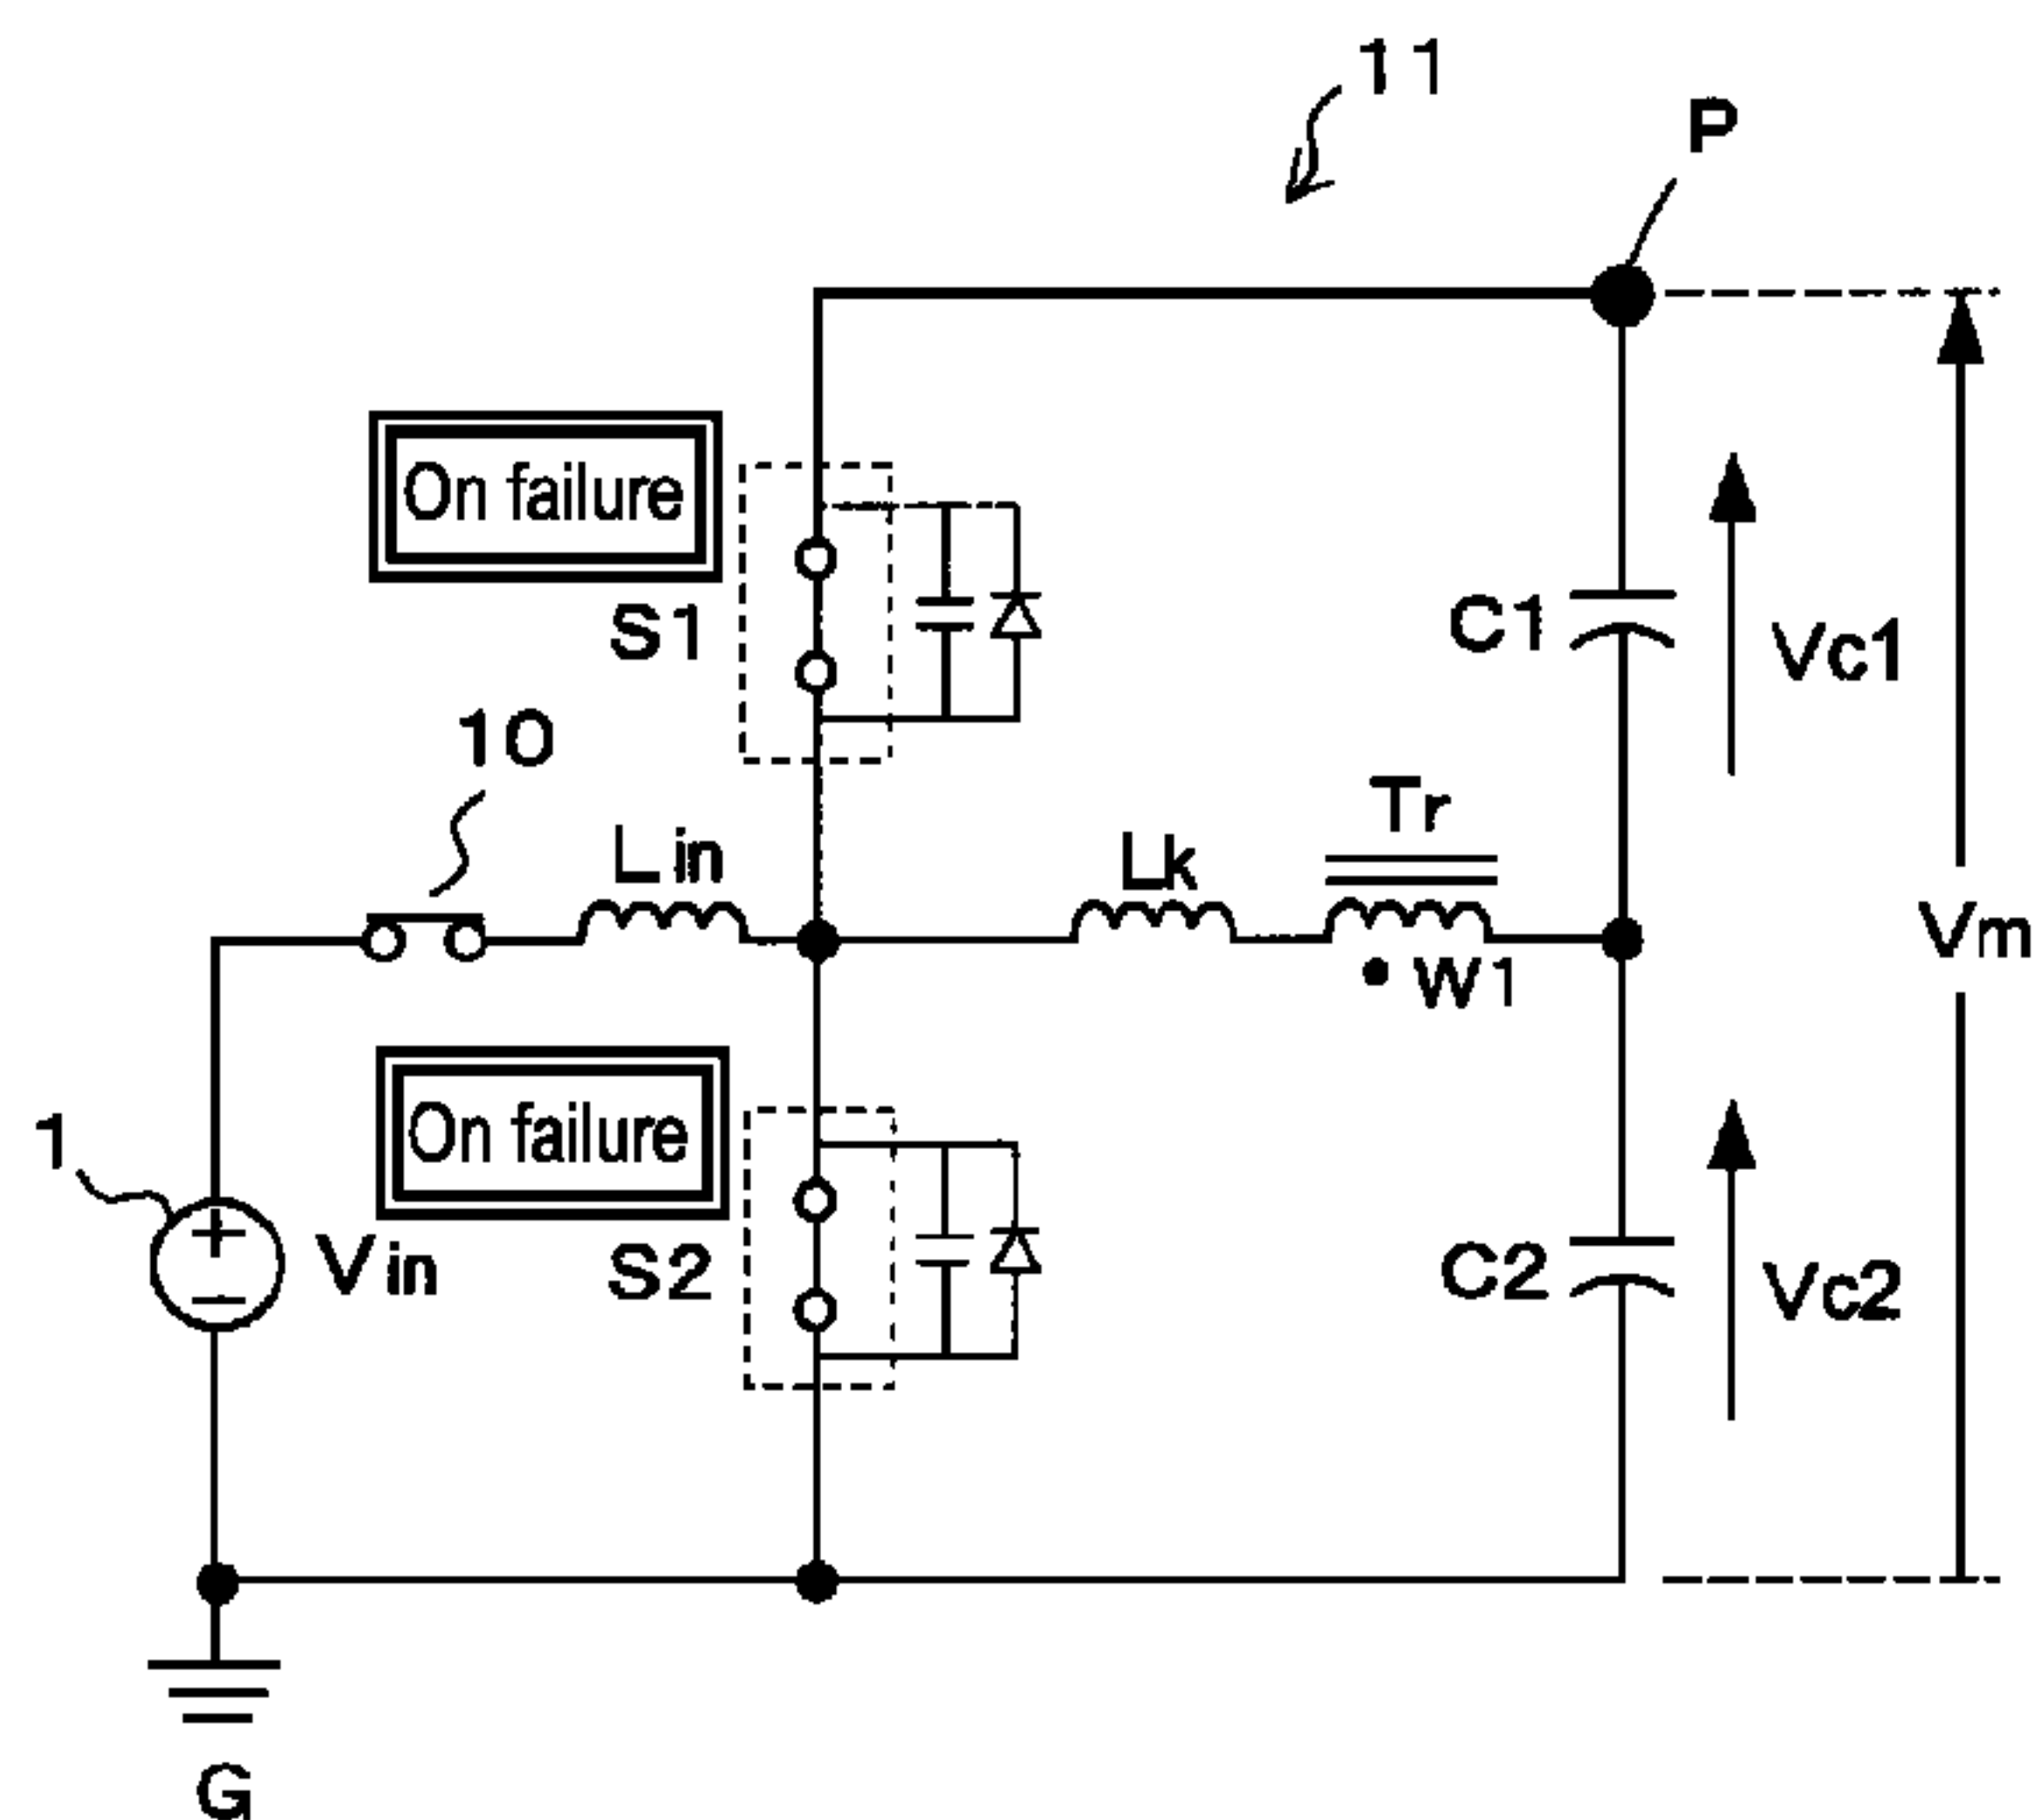 11
P
On failure
S1
C1
Vc1
10
Lin
Lk
Tr
Vm
W1
On failure
1
Vin
S2
C2
Vc2
G